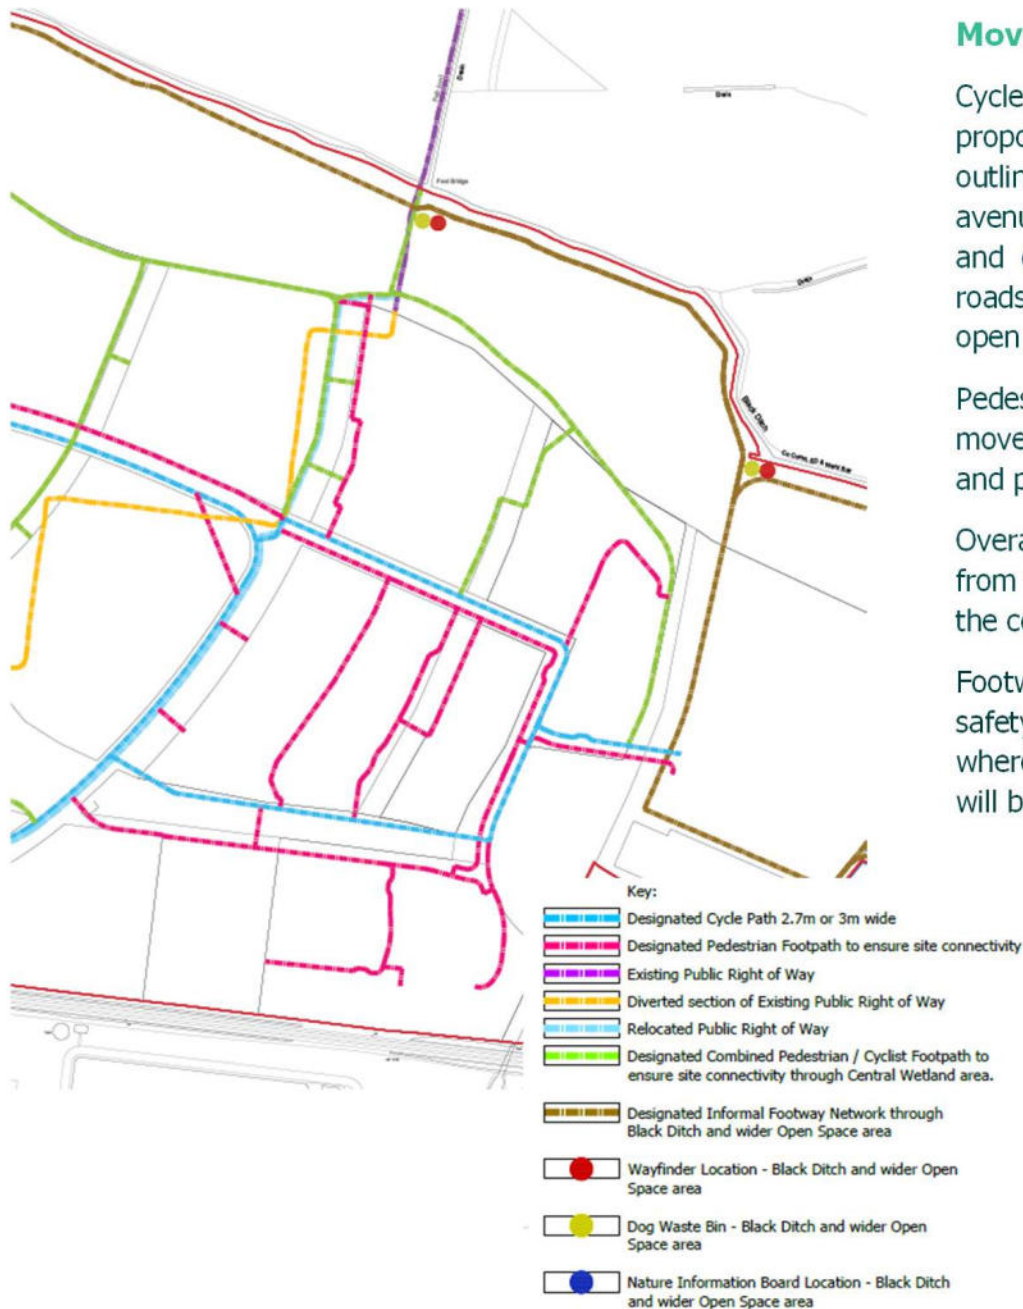 Mov
Cycle
propo
outlin
avenu
and
roads
open
Pedes
move
and p
Overa
from
the c
Footw
safety
where
will b
Drain
Drain
Foot Bridge
Drain
Black Ditch
Key:
Designated Cycle Path 2.7m or 3m wide
Designated Pedestrian Footpath to ensure site connectivity
Existing Public Right of Way
Diverted section of Existing Public Right of Way
Relocated Public Right of Way
Designated Combined Pedestrian / Cyclist Footpath to
ensure site connectivity through Central Wetland area.
Designated Informal Footway Network through
Black Ditch and wider Open Space area
Wayfinder Location - Black Ditch and wider Open
Space area
Dog Waste Bin - Black Ditch and wider Open
Space area
Nature Information Board Location - Black Ditch
and wider Open Space area